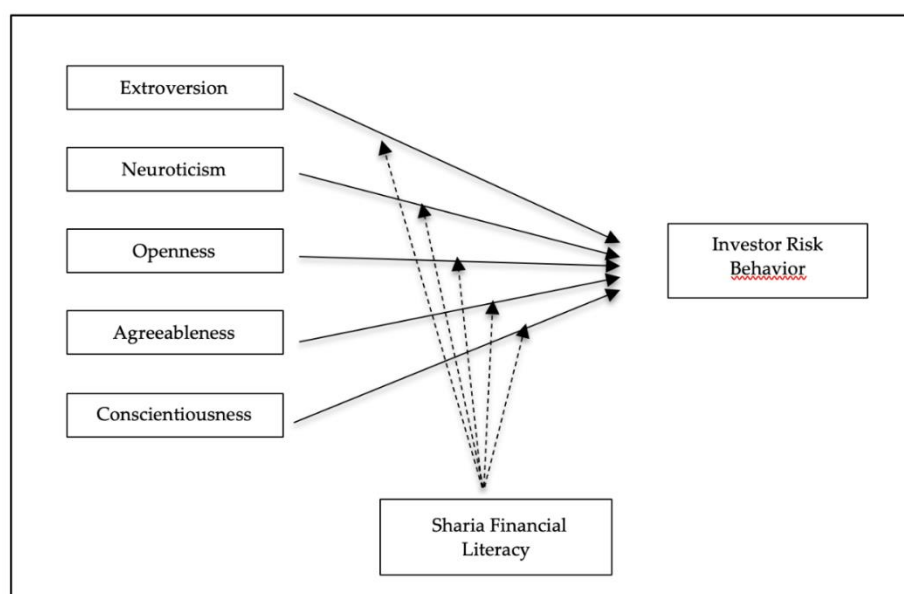 Extroversion
Neuroticism
Openness
Agreeableness
Conscientiousness
Investor Risk
Behavior
Sharia Financial
Literacy